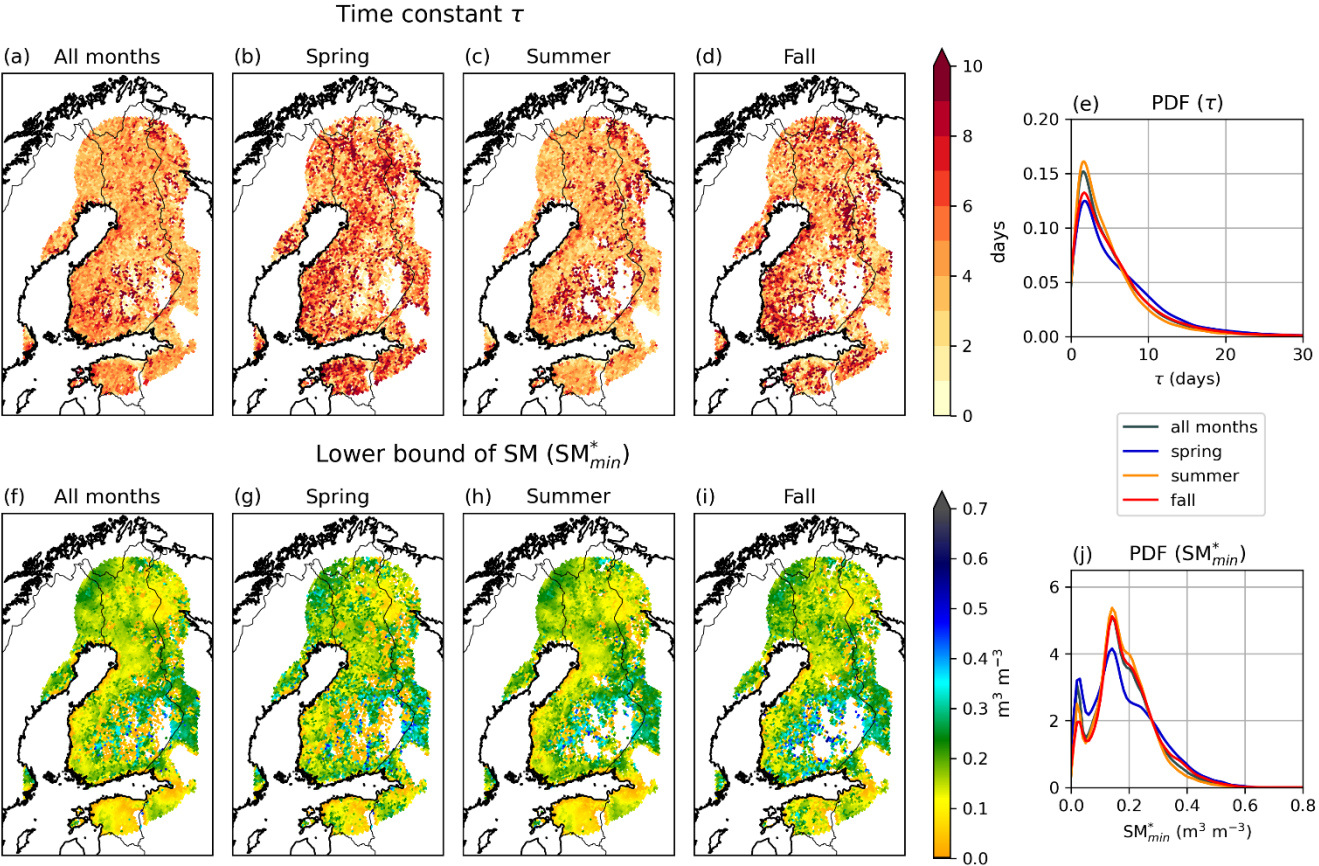 Time constant τ
(a) All months
(b) Spring
(c) Summer
(d) Fall
10
8
6
4
2
0
(e) PDF (τ)
days
0.20
0.15
0.10
0.05
0.00
0 10 20 30
τ (days)
all months
spring
summer
fall
Lower bound of SM (SM*min)
(f) All months
(g) Spring
(h) Summer
(i) Fall
0.7
0.6
0.5
0.4
0.3
0.2
0.1
0.0
m³ m⁻³
(j) PDF (SM*min)
6
4
2
0
0.0 0.2 0.4 0.6 0.8
SM*min (m³ m⁻³)